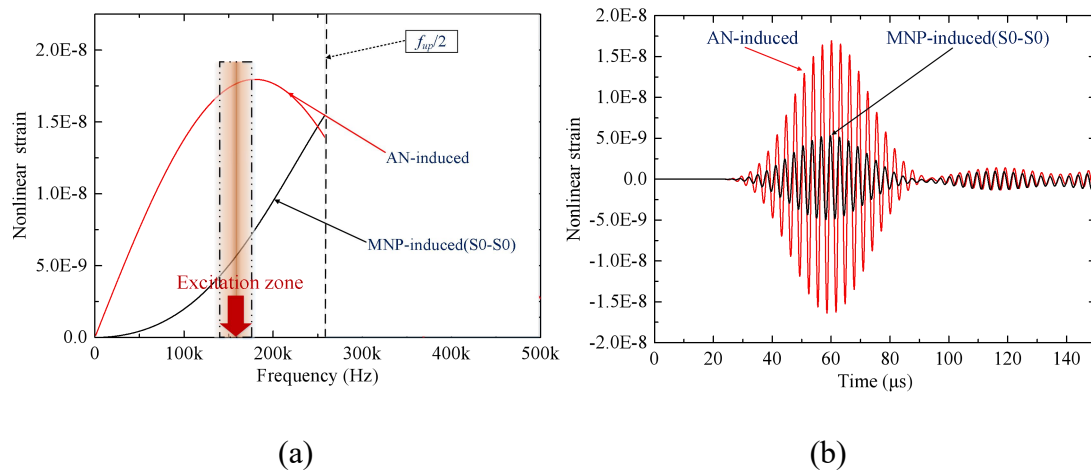 2.0E-8
1.5E-8
1.0E-8
5.0E-9
0.0
Nonlinear strain
f_up/2
AN-induced
MNP-induced(S0-S0)
Excitation zone
0 100k 200k 300k 400k 500k
Frequency (Hz)
(a)
2.0E-8
1.5E-8
1.0E-8
5.0E-9
0.0
-5.0E-9
-1.0E-8
-1.5E-8
-2.0E-8
Nonlinear strain
AN-induced
MNP-induced(S0-S0)
0 20 40 60 80 100 120 140
Time (μs)
(b)